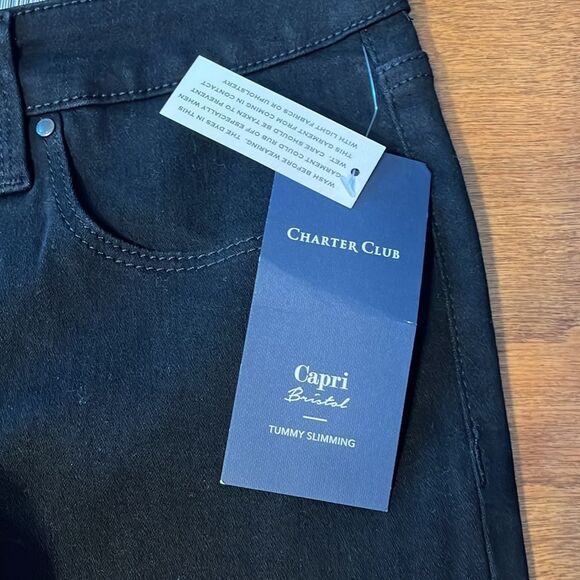 WASH BEFORE WEARING. THE DYES IN THIS
GARMENT COULD RUB OFF ESPECIALLY WHEN
WET. CARE SHOULD BE TAKEN TO PREVENT
THIS GARMENT FROM COMING IN CONTACT
WITH LIGHT FABRICS OR UPHOLSTERY
CHARTER CLUB
Capri
Bristol
TUMMY SLIMMING